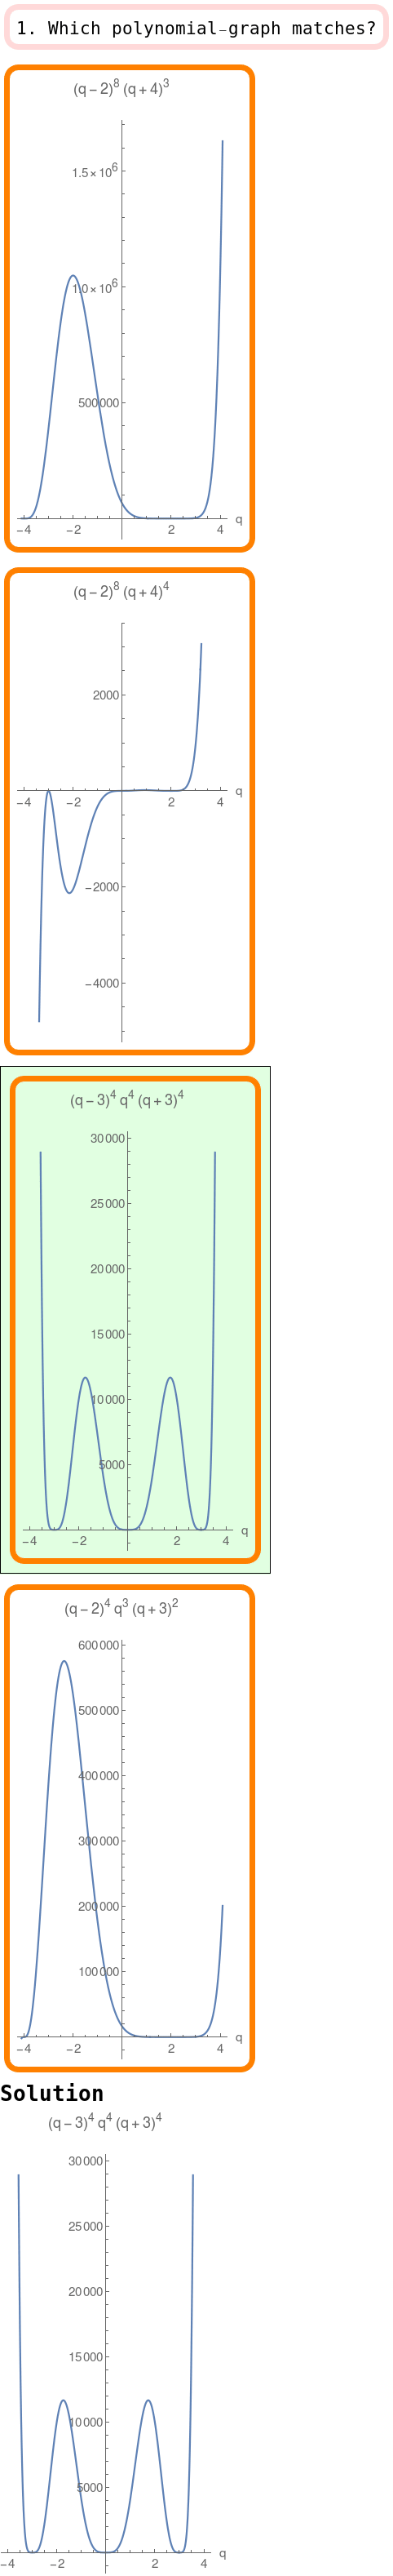 1. Which polynomial-graph matches?
(q-2)^8 (q+4)^3
1.5×10^6
1.0×10^6
500000
-4 -2 2 4 q
(q-2)^8 (q+4)^4
2000
-4 -2 2 4 q
-2000
-4000
(q-3)^4 q^4 (q+3)^4
30000
25000
20000
15000
10000
5000
-4 -2 2 4 q
(q-2)^4 q^3 (q+3)^2
600000
500000
400000
300000
200000
100000
-4 -2 2 4 q
Solution
(q-3)^4 q^4 (q+3)^4
30000
25000
20000
15000
10000
5000
-4 -2 2 4 q